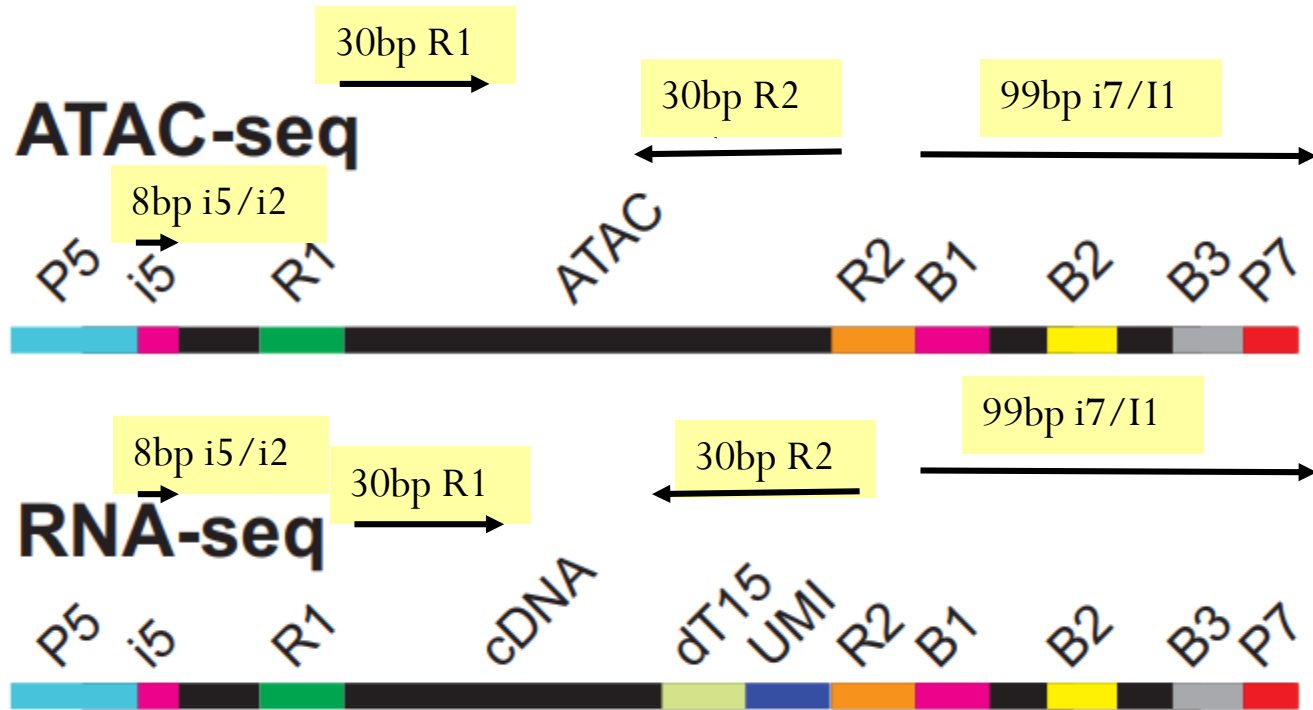 30bp R1
30bp R2
99bp i7/I1
ATAC-seq
8bp i5/i2
P5 i5 R1 ATAC R2 B1 B2 B3 P7
99bp i7/I1
8bp i5/i2
30bp R1
30bp R2
RNA-seq
P5 i5 R1 cDNA dT15 UMI R2 B1 B2 B3 P7